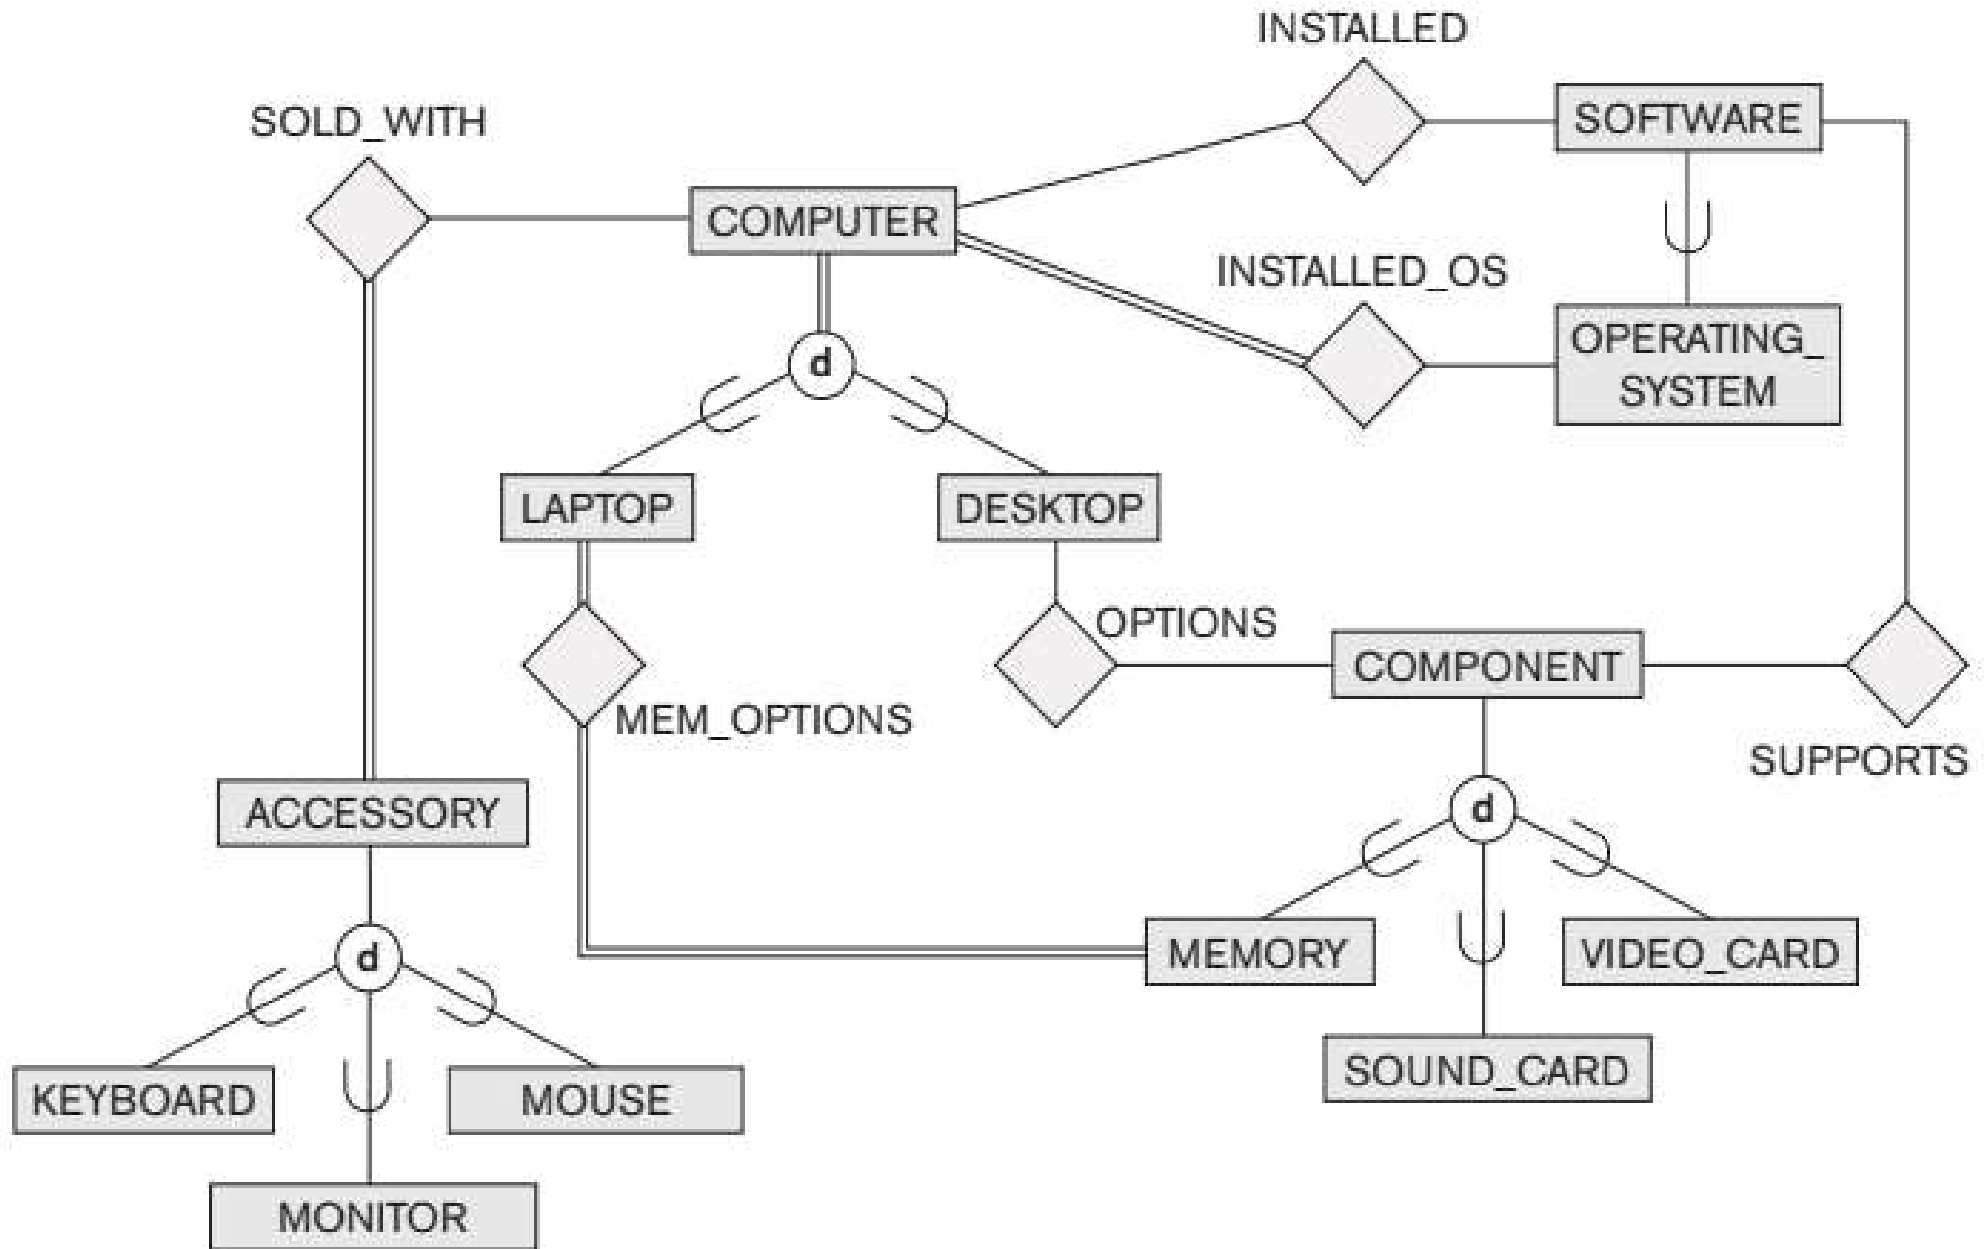 INSTALLED
SOFTWARE
SOLD_WITH
COMPUTER
INSTALLED_OS
OPERATING_
SYSTEM
d
LAPTOP
DESKTOP
OPTIONS
COMPONENT
MEM_OPTIONS
SUPPORTS
ACCESSORY
d
d
MEMORY
VIDEO_CARD
SOUND_CARD
KEYBOARD
MOUSE
MONITOR